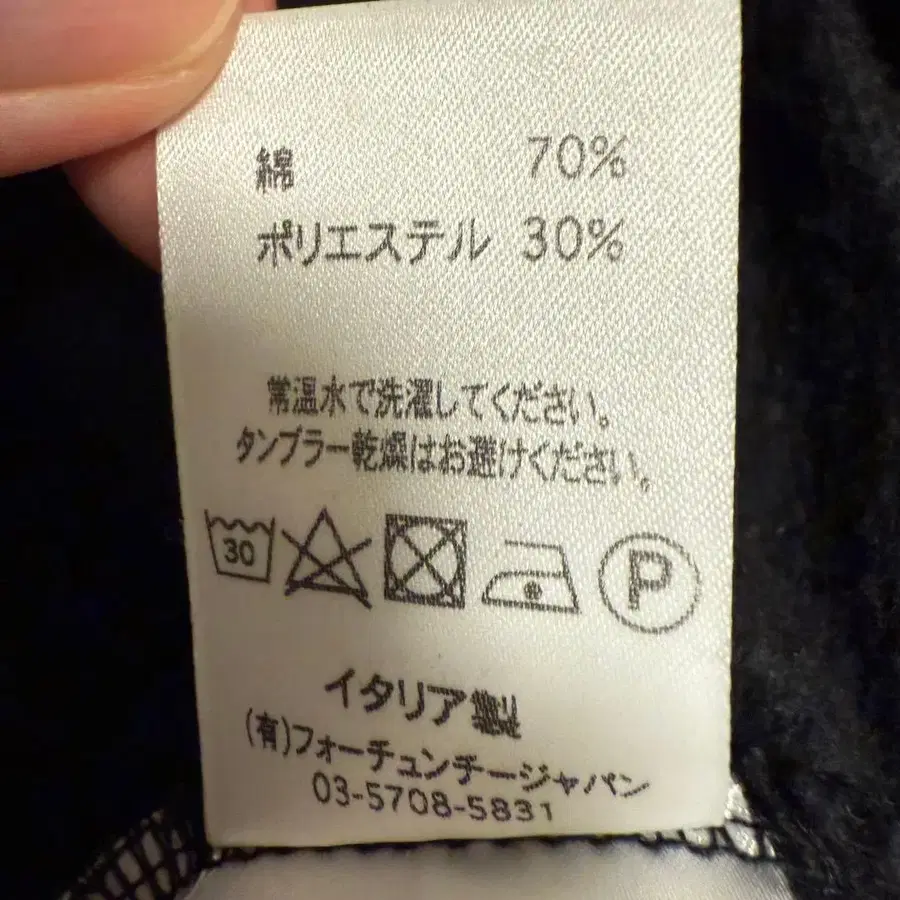 綿 70%
ポリエステル 30%
常温水で洗濯してください。
タンブラー乾燥はお避けください。
30 P
イタリア製
(有)フォーチュンチージャパン
03-5708-5831